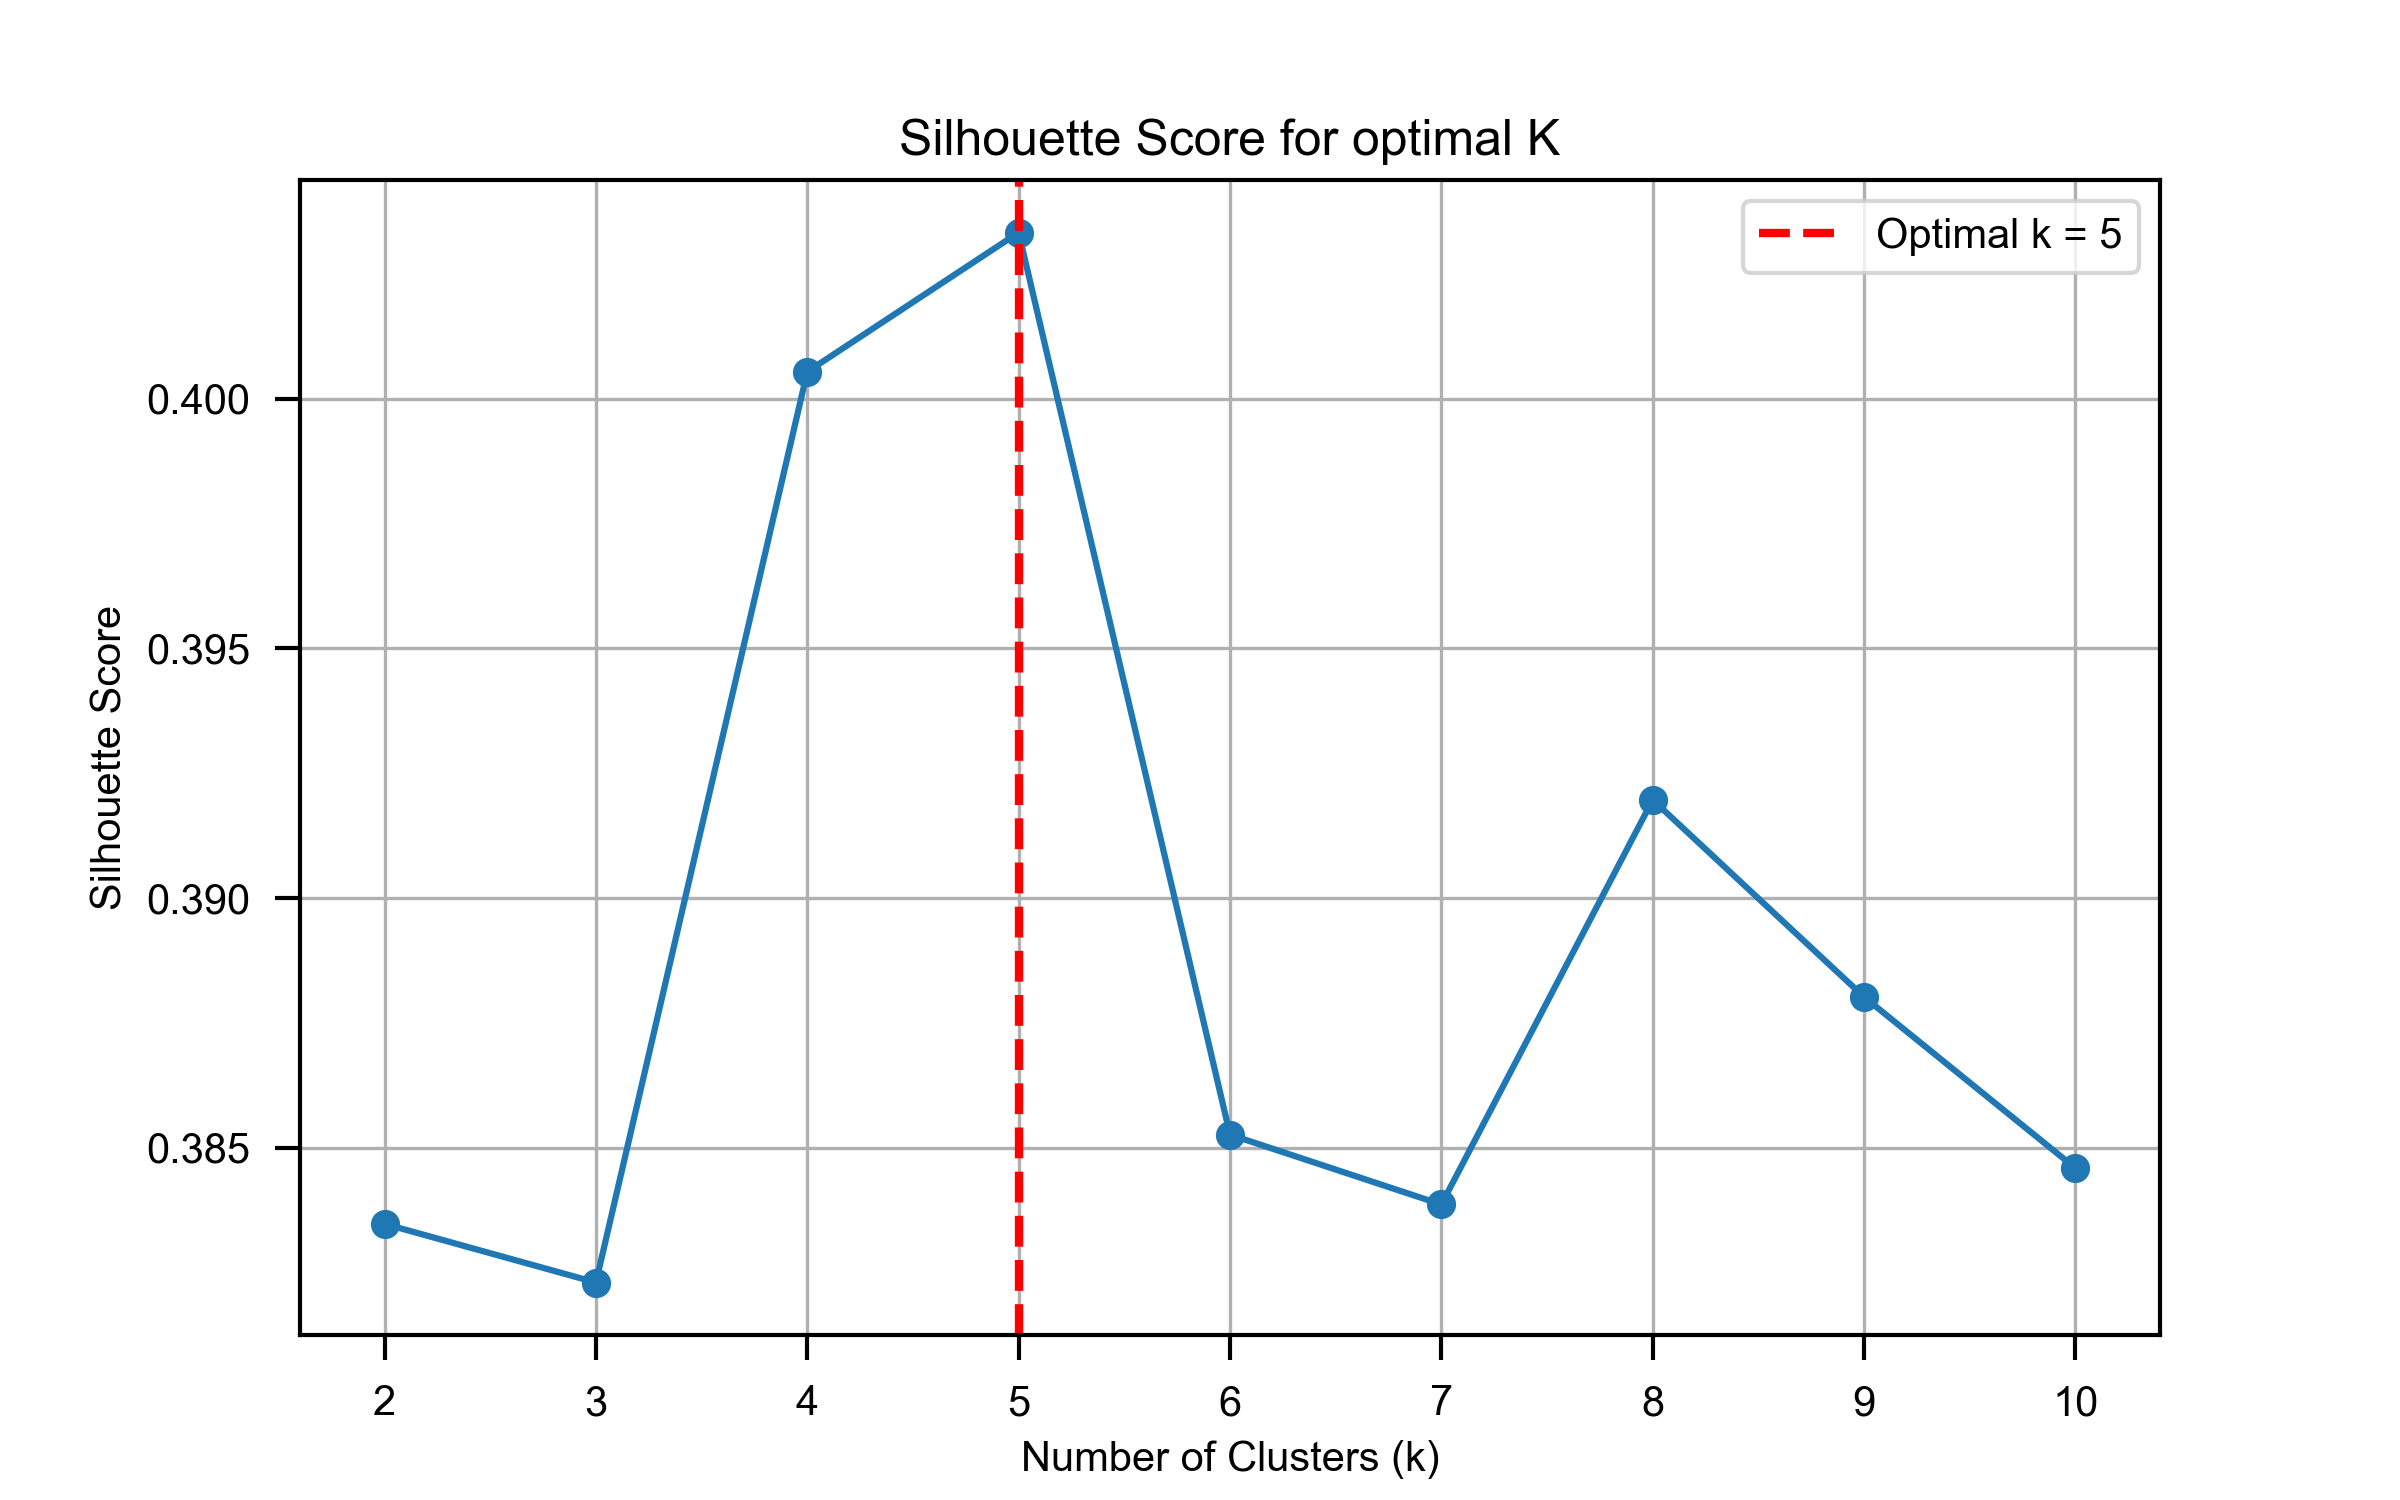 Silhouette Score for optimal K
Optimal k = 5
Silhouette Score
0.400
0.395
0.390
0.385
2 3 4 5 6 7 8 9 10
Number of Clusters (k)